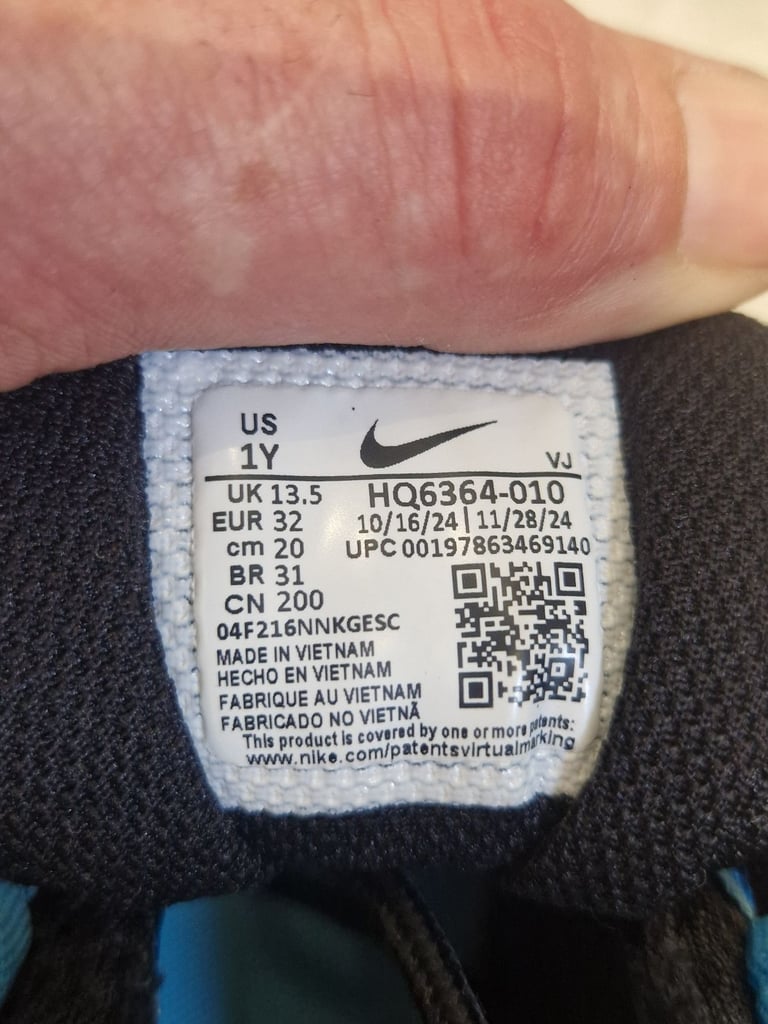 US
1Y
VJ
UK 13.5
HQ6364-010
EUR 32
10/16/24 | 11/28/24
cm 20
UPC 00197863469140
BR 31
CN 200
04F216NNKGESC
MADE IN VIETNAM
HECHO EN VIETNAM
FABRIQUE AU VIETNAM
FABRICADO NO VIETNÃ
This product is covered by one or more patents:
www.nike.com/patentsvirtualmarking